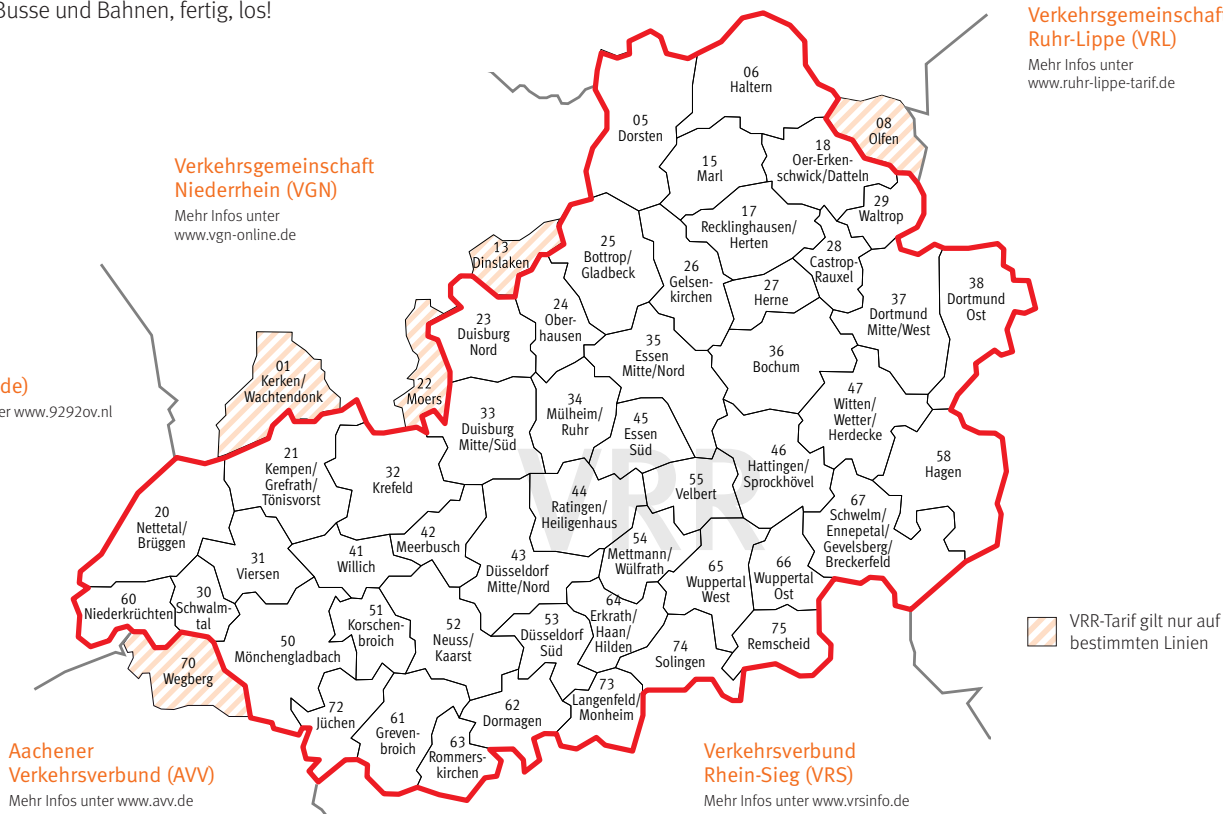 Busse und Bahnen, fertig, los!
Verkehrsgemeinschaf
Ruhr-Lippe (VRL)
Mehr Infos unter
www.ruhr-lippe-tarif.de
Verkehrsgemeinschaft
Niederrhein (VGN)
Mehr Infos unter
www.vgn-online.de
de)
er www.9292ov.nl
06
Haltern
05
Dorsten
08
Olfen
15
Marl
18
Oer-Erken-
schwick/Datteln
29
Waltrop
17
Recklinghausen/
Herten
13
Dinslaken
25
Bottrop/
Gladbeck
26
Gelsen-
kirchen
28
Castrop-
Rauxel
27
Herne
37
Dortmund
Mitte/West
38
Dortmund
Ost
23
Duisburg
Nord
24
Ober-
hausen
35
Essen
Mitte/Nord
36
Bochum
01
Kerken/
Wachtendonk
22
Moers
33
Duisburg
Mitte/Süd
34
Mülheim/
Ruhr
45
Essen
Süd
47
Witten/
Wetter/
Herdecke
21
Kempen/
Grefrath/
Tönisvorst
32
Krefeld
46
Hattingen/
Sprockhövel
58
Hagen
VRR
44
Ratingen/
Heiligenhaus
55
Velbert
20
Nettetal/
Brüggen
31
Viersen
41
Willich
42
Meerbusch
43
Düsseldorf
Mitte/Nord
54
Mettmann/
Wülfrath
65
Wuppertal
West
66
Wuppertal
Ost
67
Schwelm/
Ennepetal/
Gevelsberg/
Breckerfeld
60
Niederkrüchten
30
Schwalm-
tal
50
Mönchengladbach
51
Korschen-
broich
52
Neuss/
Kaarst
53
Düsseldorf
Süd
64
Erkrath/
Haan/
Hilden
74
Solingen
75
Remscheid
70
Wegberg
72
Jüchen
61
Greven-
broich
63
Rommers-
kirchen
62
Dormagen
73
Langenfeld/
Monheim
VRR-Tarif gilt nur auf
bestimmten Linien
Aachener
Verkehrsverbund (AVV)
Mehr Infos unter www.avv.de
Verkehrsverbund
Rhein-Sieg (VRS)
Mehr Infos unter www.vrsinfo.de